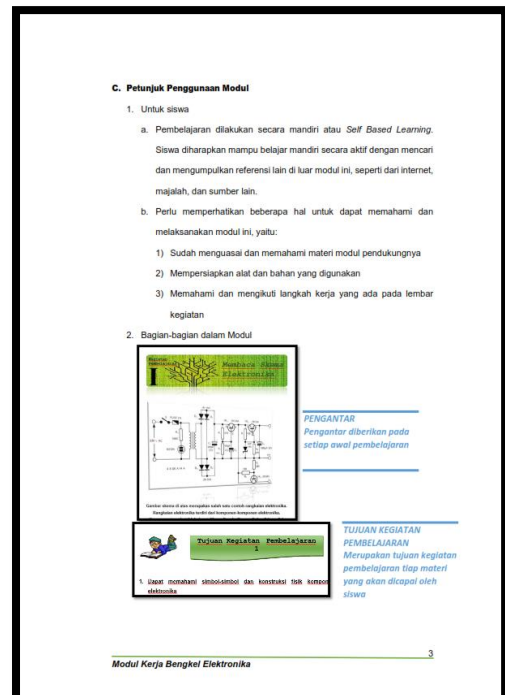 C. Petunjuk Penggunaan Modul
1. Untuk siswa
a. Pembelajaran dilakukan secara mandiri atau Self Based Learning.
Siswa diharapkan mampu belajar mandiri secara aktif dengan mencari
dan mengumpulkan referensi lain di luar modul ini, seperti dari internet,
majalah, dan sumber lain.
b. Perlu memperhatikan beberapa hal untuk dapat memahami dan
melaksanakan modul ini, yaitu:
1) Sudah menguasai dan memahami materi modul pendukungnya
2) Mempersiapkan alat dan bahan yang digunakan
3) Memahami dan mengikuti langkah kerja yang ada pada lembar
kegiatan
2. Bagian-bagian dalam Modul
I
Membaca Skema
Elektronika
PENGANTAR
Pengantar diberikan pada
setiap awal pembelajaran
Gambar skema di atas merupakan salah satu contoh rangkaian elektronika.
Rangkaian elektronika terdiri dari komponen-komponen elektronika,
Tujuan Kegiatan Pembelajaran
1
1. Dapat memahami simbol-simbol dan konstruksi fisik kompon
elektronika
TUJUAN KEGIATAN
PEMBELAJARAN
Merupakan tujuan kegiatan
pembelajaran tiap materi
yang akan dicapai oleh
siswa
3
Modul Kerja Bengkel Elektronika